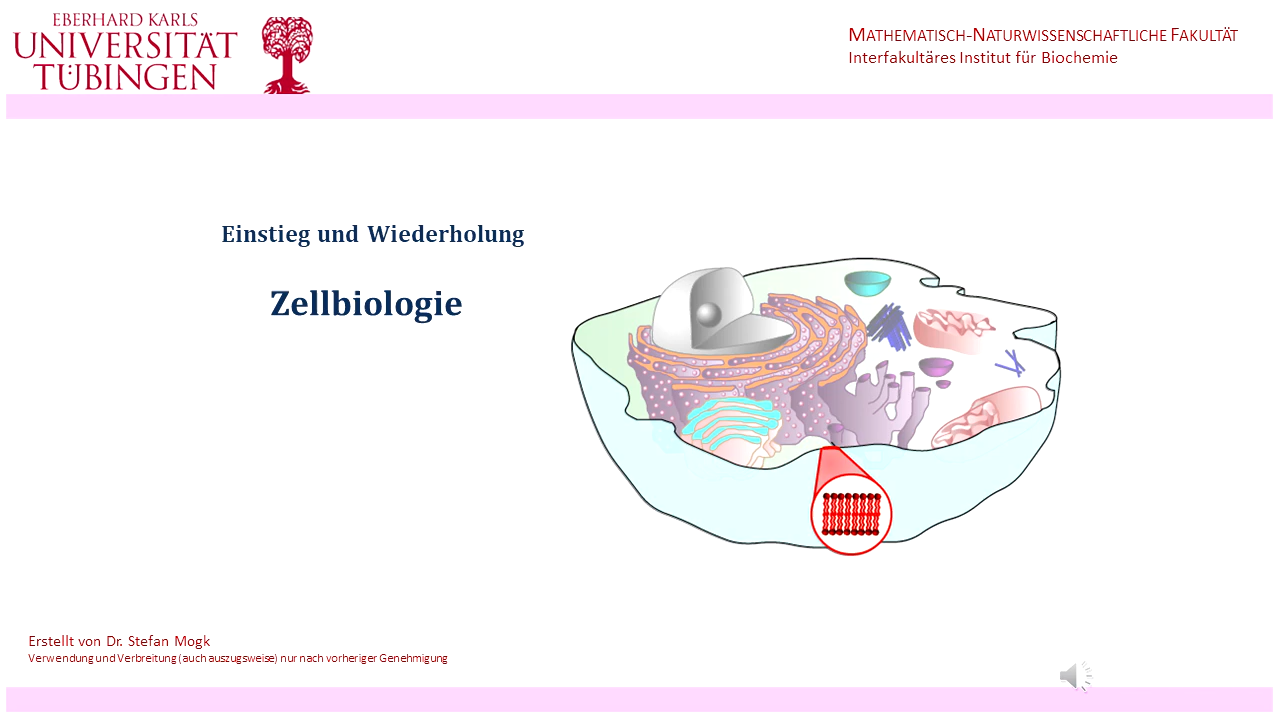 EBERHARD KARLS
UNIVERSITÄT
TÜBINGEN
MATHEMATISCH-NATURWISSENSCHAFTLICHE FAKULTÄT
Interfakultäres Institut für Biochemie
Einstieg und Wiederholung
Zellbiologie
Erstellt von Dr. Stefan Mogk
Verwendung und Verbreitung (auch auszugsweise) nur nach vorheriger Genehmigung